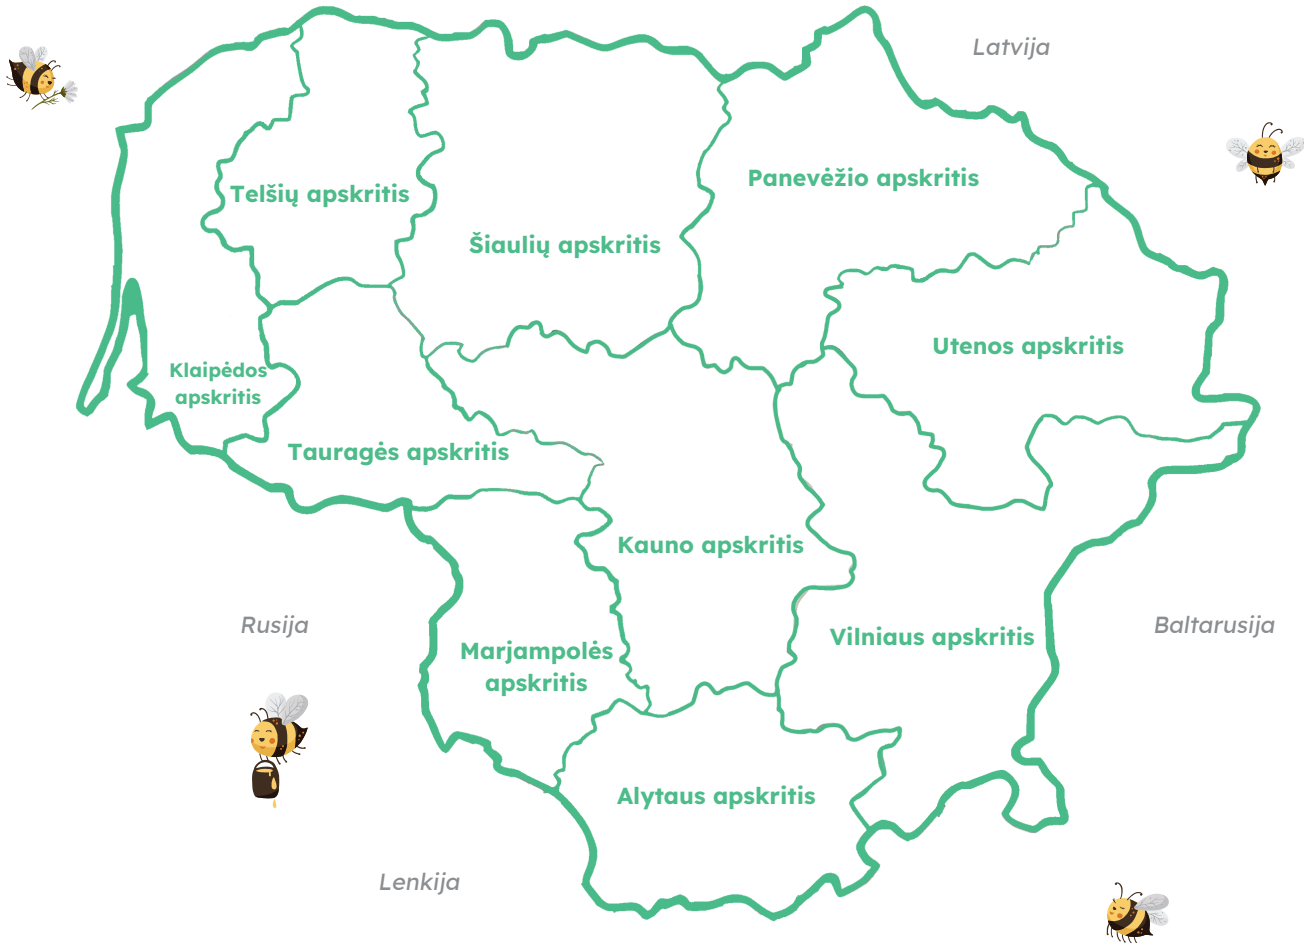 Latvija
Panevėžio apskritis
Telšių apskritis
Šiaulių apskritis
Utenos apskritis
Klaipėdos
apskritis
Tauragės apskritis
Kauno apskritis
Rusija
Baltarusija
Vilniaus apskritis
Marjampolės
apskritis
Alytaus apskritis
Lenkija